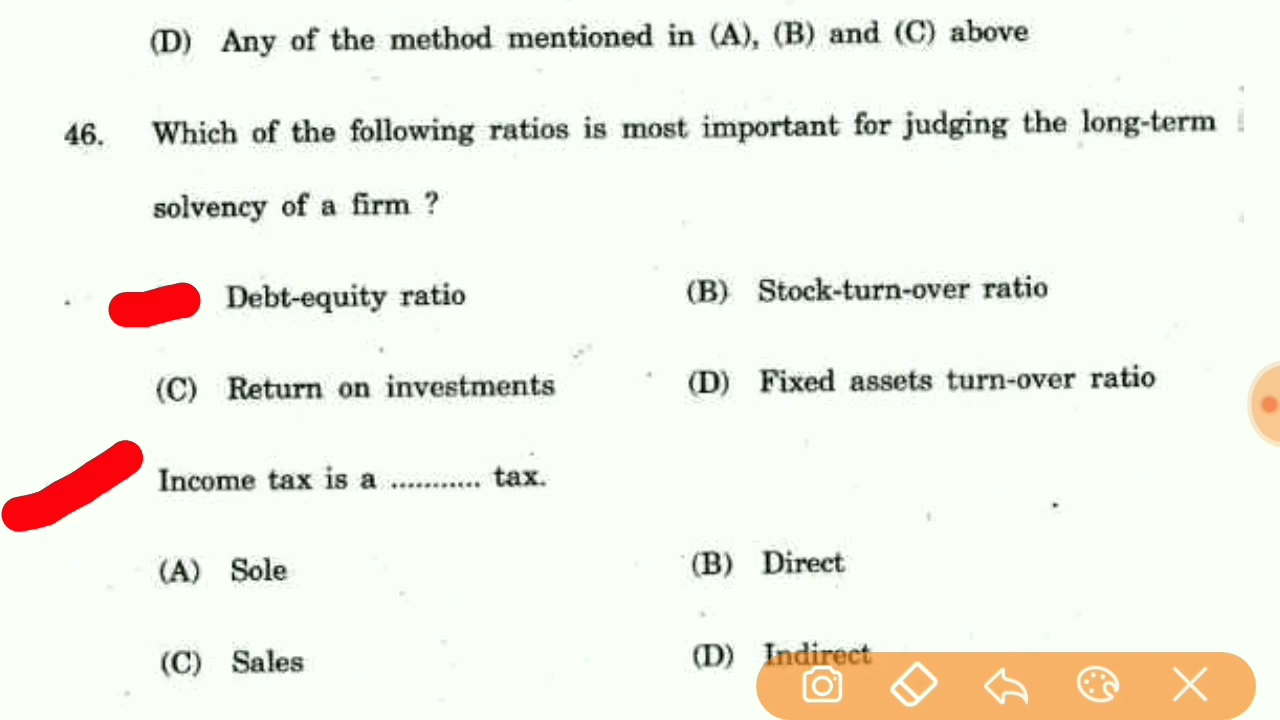 (D) Any of the method mentioned in (A), (B) and (C) above
46. Which of the following ratios is most important for judging the long-term
solvency of a firm ?
Debt-equity ratio (B) Stock-turn-over ratio
(C) Return on investments (D) Fixed assets turn-over ratio
Income tax is a ........... tax.
(A) Sole (B) Direct
(C) Sales (D) Indirect